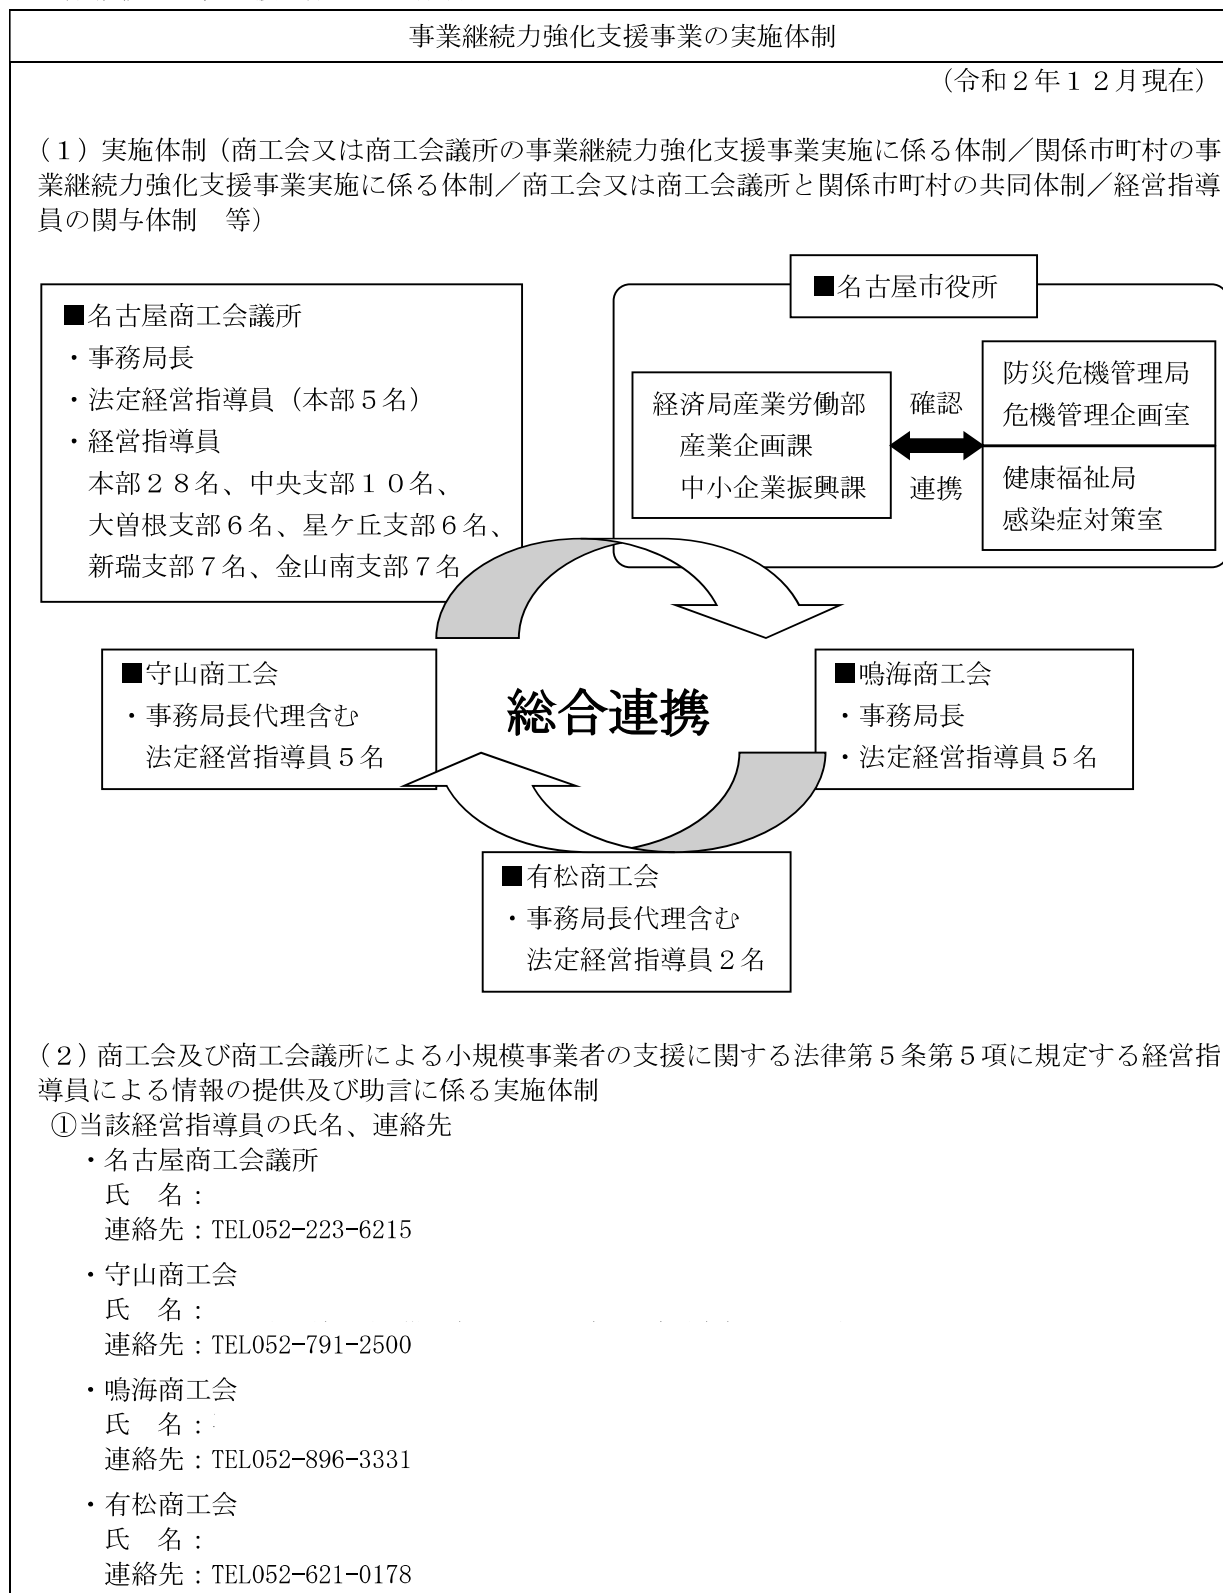 事業継続力強化支援事業の実施体制
（令和２年１２月現在）
（１）実施体制（商工会又は商工会議所の事業継続力強化支援事業実施に係る体制／関係市町村の事
業継続力強化支援事業実施に係る体制／商工会又は商工会議所と関係市町村の共同体制／経営指導
員の関与体制　等）
■名古屋商工会議所
・事務局長
・法定経営指導員（本部５名）
・経営指導員
本部２８名、中央支部１０名、
大曽根支部６名、星ケ丘支部６名、
新瑞支部７名、金山南支部７名
■名古屋市役所
経済局産業労働部
産業企画課
中小企業振興課
確認
連携
防災危機管理局
危機管理企画室
健康福祉局
感染症対策室
■守山商工会
・事務局長代理含む
法定経営指導員５名
総合連携
■鳴海商工会
・事務局長
・法定経営指導員５名
■有松商工会
・事務局長代理含む
法定経営指導員２名
（２）商工会及び商工会議所による小規模事業者の支援に関する法律第５条第５項に規定する経営指
導員による情報の提供及び助言に係る実施体制
①当該経営指導員の氏名、連絡先
・名古屋商工会議所
氏　名：
連絡先：TEL052-223-6215
・守山商工会
氏　名：
連絡先：TEL052-791-2500
・鳴海商工会
氏　名：
連絡先：TEL052-896-3331
・有松商工会
氏　名：
連絡先：TEL052-621-0178